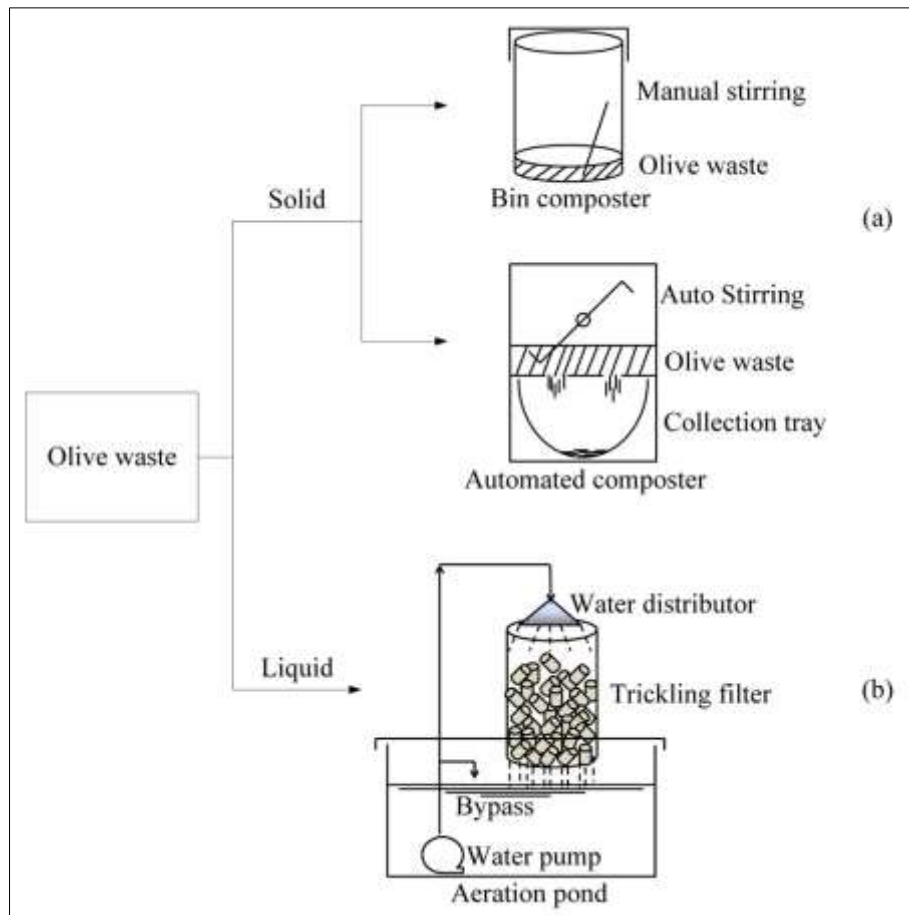 Manual stirring
Olive waste
Bin composter
Solid
(a)
Auto Stirring
Olive waste
Collection tray
Automated composter
Olive waste
Water distributor
Liquid
Trickling filter
(b)
Bypass
Water pump
Aeration pond